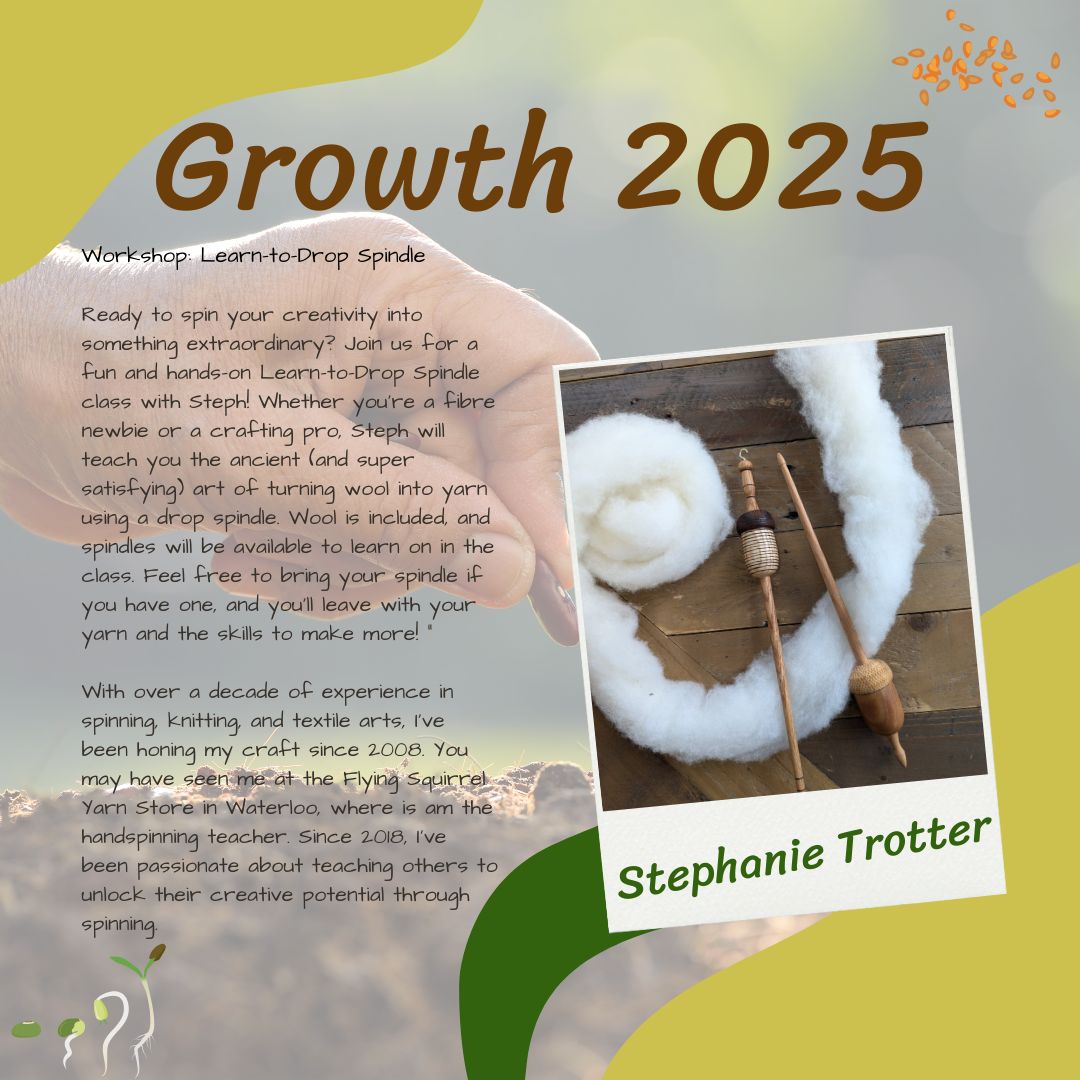 Growth 2025
Workshop: Learn-to-Drop Spindle
Ready to spin your creativity into
something extraordinary? Join us for a
fun and hands-on Learn-to-Drop Spindle
class with Steph! Whether you're a fibre
newbie or a crafting pro, Steph will
teach you the ancient (and super
satisfying) art of turning wool into yarn
using a drop spindle. Wool is included, and
spindles will be available to learn on in the
class. Feel free to bring your spindle if
you have one, and you'll leave with your
yarn and the skills to make more! "
With over a decade of experience in
spinning, knitting, and textile arts, I've
been honing my craft since 2008. You
may have seen me at the Flying Squirrel
Yarn Store in Waterloo, where is am the
handspinning teacher. Since 2018, I've
been passionate about teaching others to
unlock their creative potential through
spinning.
Stephanie Trotter